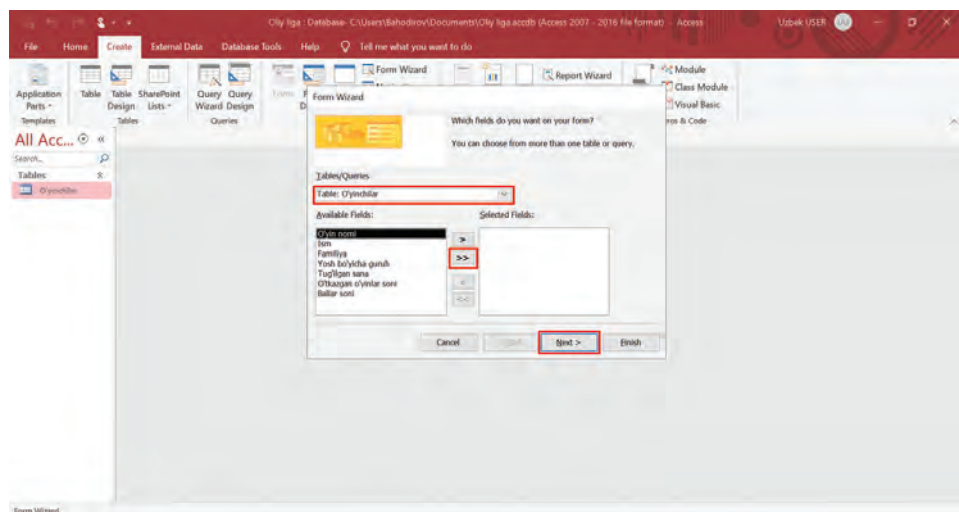 Oliy liga : Database- C:\Users\Bahodirov\Documents\Oliy liga.accdb (Access 2007 - 2016 file format) - Access
Uzbek USER
UU
File Home Create External Data Database Tools Help Tell me what you want to do
Application Parts
Table
Table Design
SharePoint Lists
Query Wizard
Query Design
Form
Form Wizard
Report Wizard
Module
Class Module
Visual Basic
Templates
Tables
Queries
& Code
All Acc...
Search...
Tables
O'yinchilar
Form Wizard
Which fields do you want on your form?
You can choose from more than one table or query.
Tables/Queries
Table: O'yinchilar
Available Fields:
Selected Fields:
O'yin nomi
Ism
Familiya
Yosh bo'yicha guruh
Tug'ilgan sana
O'tkazgan o'yinlar soni
Ballar soni
>
>>
<
<<
Cancel
Next >
Finish
Form Wizard